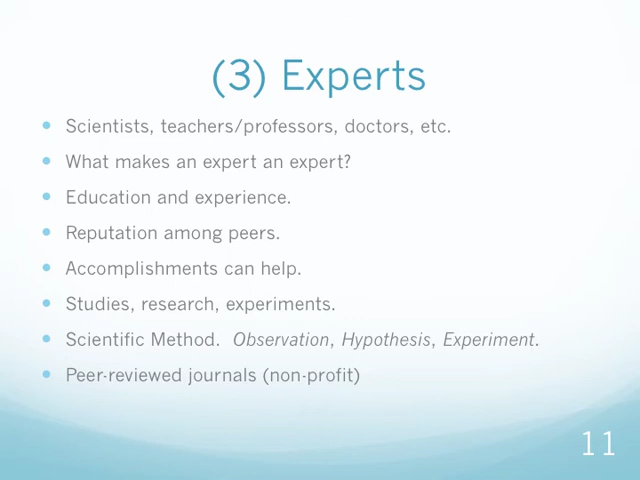 (3) Experts
• Scientists, teachers/professors, doctors, etc.
• What makes an expert an expert?
• Education and experience.
• Reputation among peers.
• Accomplishments can help.
• Studies, research, experiments.
• Scientific Method.  Observation, Hypothesis, Experiment.
• Peer-reviewed journals (non-profit)
11